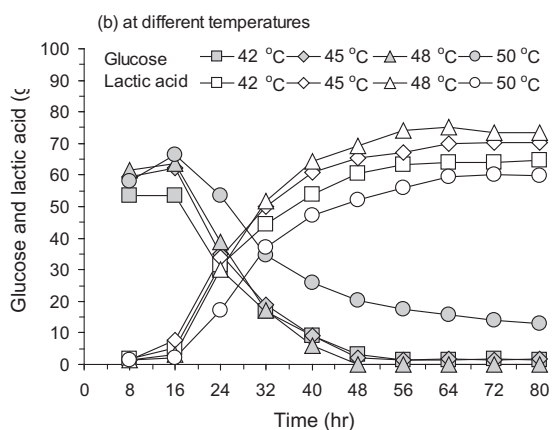 (b) at different temperatures
Glucose 42 °C 45 °C 48 °C 50 °C
Lactic acid 42 °C 45 °C 48 °C 50 °C
100
90
80
70
60
50
40
30
20
10
0
Glucose and lactic acid (g
0 8 16 24 32 40 48 56 64 72 80
Time (hr)